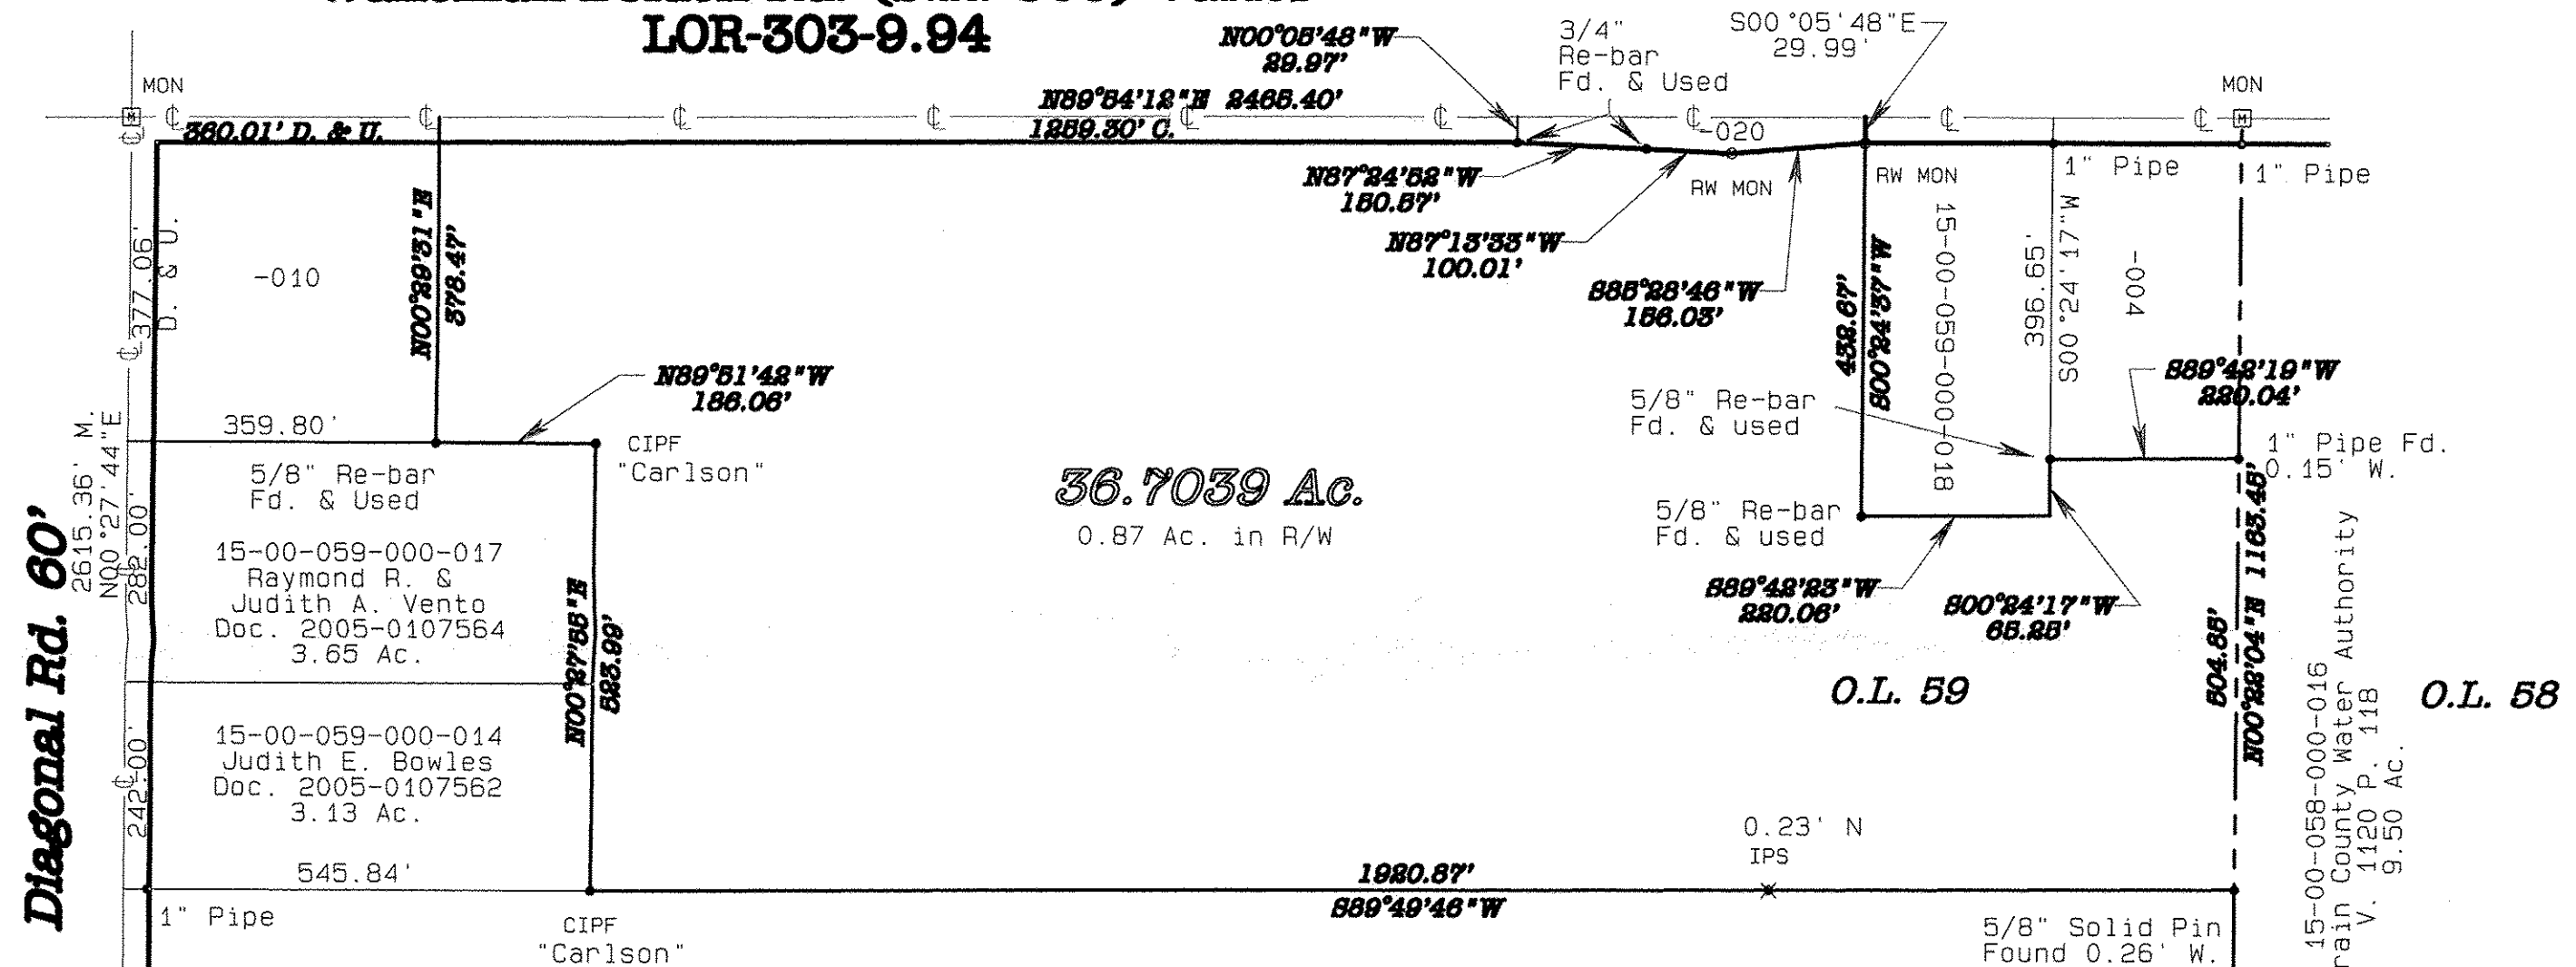 LOR-303-9.94
MON
N00°05'48"W
29.97'
3/4"
Re-bar
Fd. & Used
S00°05'48"E
29.99'
MON
N89°54'12"E 2465.40'
360.01' D. & U.
1259.30' C.
-020
RW MON
RW MON
1" Pipe
1" Pipe
N87°24'52"W
150.57'
N87°13'33"W
100.01'
S85°28'46"W
156.03'
377.06'
D. & U.
-010
N00°29'31"E
378.47'
N89°51'42"W
186.06'
359.80'
CIPF
"Carlson"
5/8" Re-bar
Fd. & Used
432.67'
S00°24'37"W
15-00-059-000-018
396.65'
S00°24'17"W
-004
S89°42'19"W
220.04'
5/8" Re-bar
Fd. & used
1" Pipe Fd.
0.15' W.
36.7039 Ac.
0.87 Ac. in R/W
5/8" Re-bar
Fd. & used
S89°42'23"W
220.06'
S00°24'17"W
65.25'
Diagonal Rd. 60'
2615.36' M.
N00°27'44"E
282.00'
15-00-059-000-017
Raymond R. &
Judith A. Vento
Doc. 2005-0107564
3.65 Ac.
N00°27'55"E
523.99'
504.85'
N00°22'04"E 1163.45'
O.L. 59
O.L. 58
15-00-058-000-016
County Water Authority
V. 1120 P. 118
9.50 Ac.
242.00'
15-00-059-000-014
Judith E. Bowles
Doc. 2005-0107562
3.13 Ac.
545.84'
0.23' N
IPS
1920.87'
S89°49'46"W
1" Pipe
CIPF
"Carlson"
5/8" Solid Pin
Found 0.26' W.